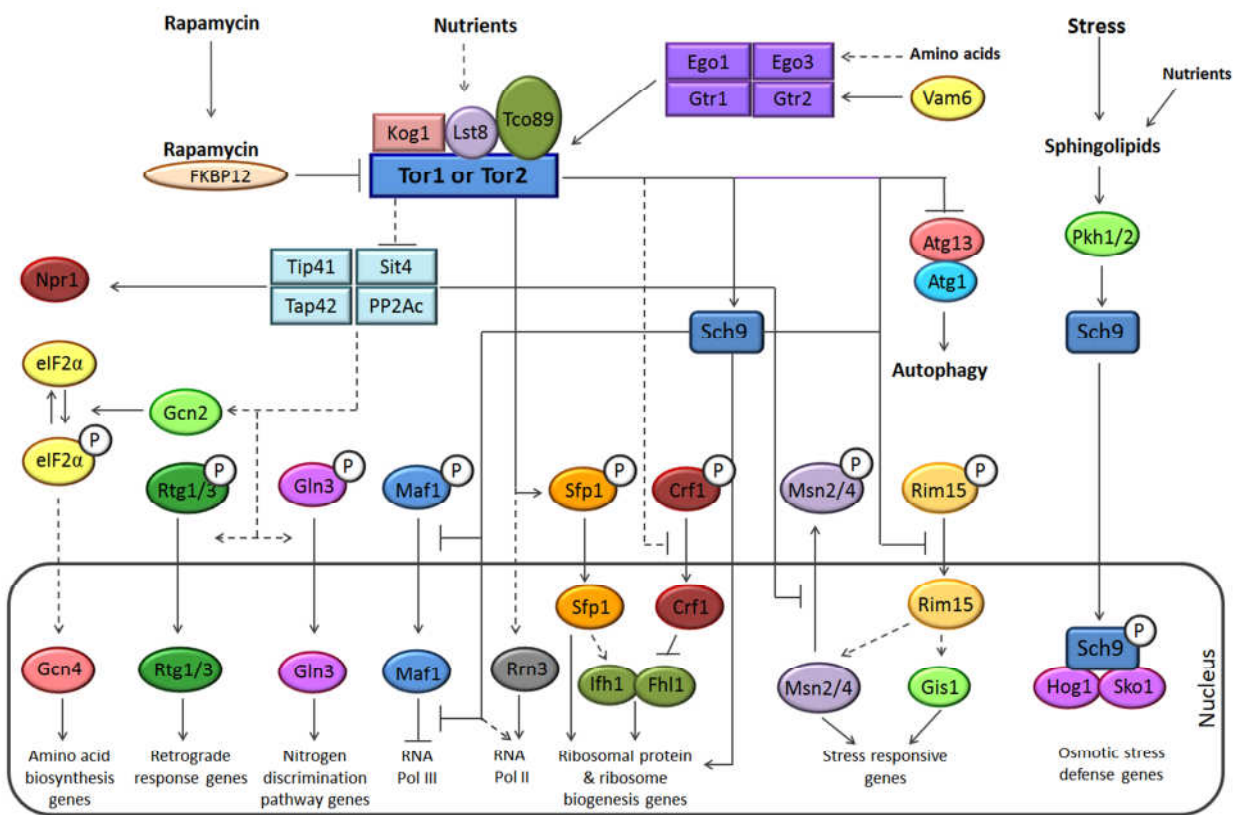 Rapamycin
Nutrients
Stress
Ego1
Ego3
Amino acids
Gtr1
Gtr2
Vam6
Nutrients
Kog1
Lst8
Tco89
Rapamycin
FKBP12
Tor1 or Tor2
Sphingolipids
Npr1
Tip41
Sit4
Tap42
PP2Ac
Atg13
Atg1
Pkh1/2
Sch9
Sch9
Autophagy
eIF2α
Gcn2
eIF2α
P
Rtg1/3
P
Gln3
P
Maf1
P
Sfp1
P
Crf1
P
Msn2/4
P
Rim15
P
Sfp1
Crf1
Rim15
Gcn4
Rtg1/3
Gln3
Maf1
Rrn3
Ifh1
Fhl1
Msn2/4
Gis1
Sch9
P
Hog1
Sko1
Nucleus
Amino acid
biosynthesis
genes
Retrograde
response genes
Nitrogen
discrimination
pathway genes
RNA
Pol III
RNA
Pol II
Ribosomal protein
& ribosome
biogenesis genes
Stress responsive
genes
Osmotic stress
defense genes